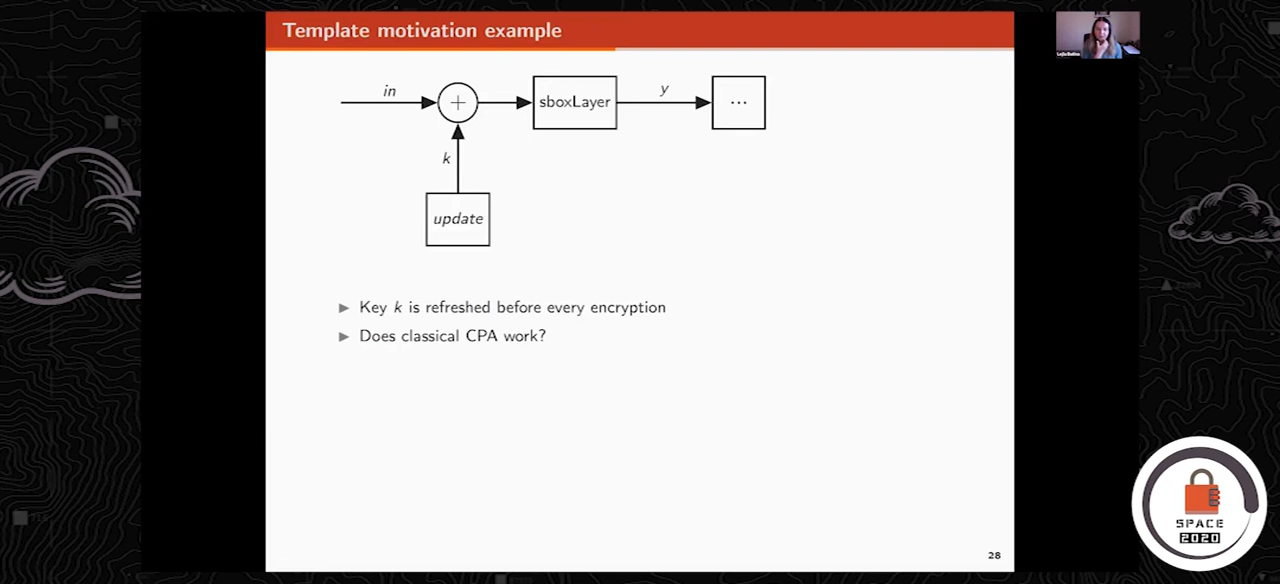 Template motivation example
in
+
sboxLayer
y
...
k
update
▶ Key k is refreshed before every encryption
▶ Does classical CPA work?
28
SPACE
2020